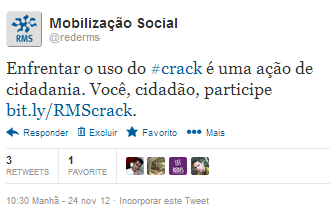 RMS
Mobilização Social
@rederms
Enfrentar o uso do #crack é uma ação de
cidadania. Você, cidadão, participe
bit.ly/RMScrack.
Responder Excluir Favorito Mais
3 1
RETWEETS FAVORITE
10:30 Manhã - 24 nov 12 • Incorporar este Tweet